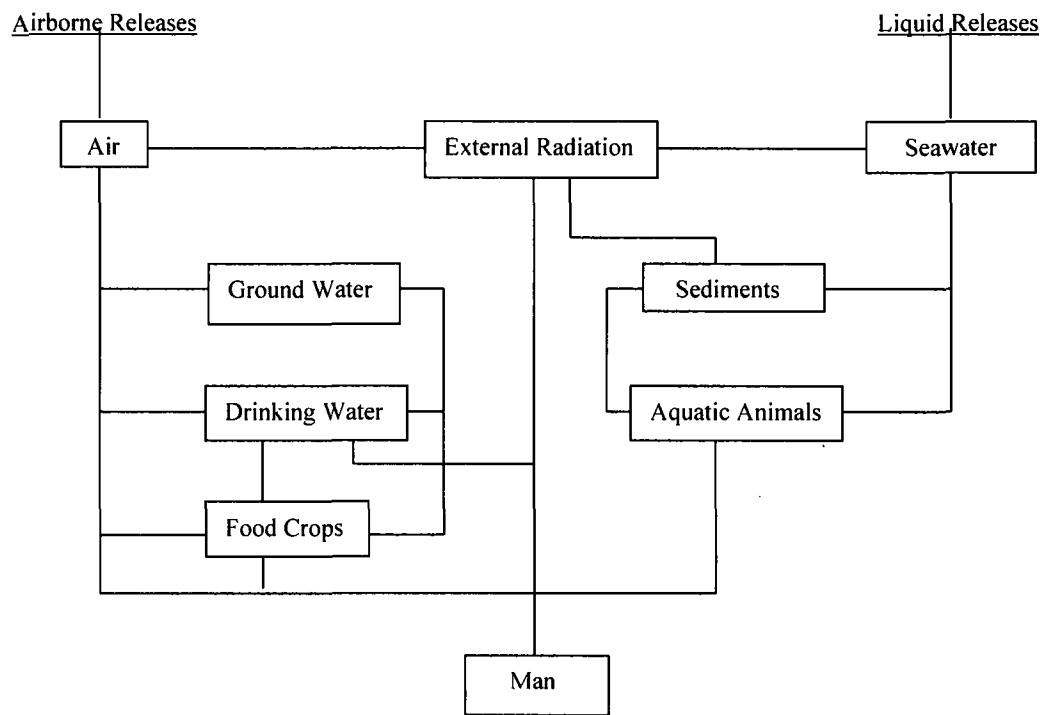 Airborne Releases
Liquid Releases
Air
External Radiation
Seawater
Ground Water
Sediments
Drinking Water
Aquatic Animals
Food Crops
Man